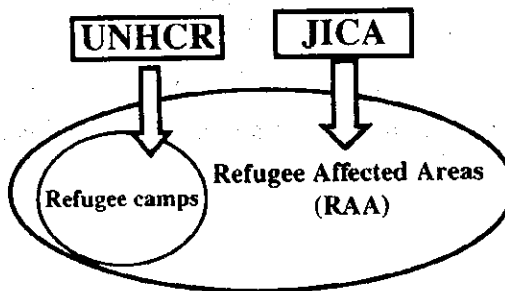 UNHCR
JICA
Refugee camps
Refugee Affected Areas
(RAA)